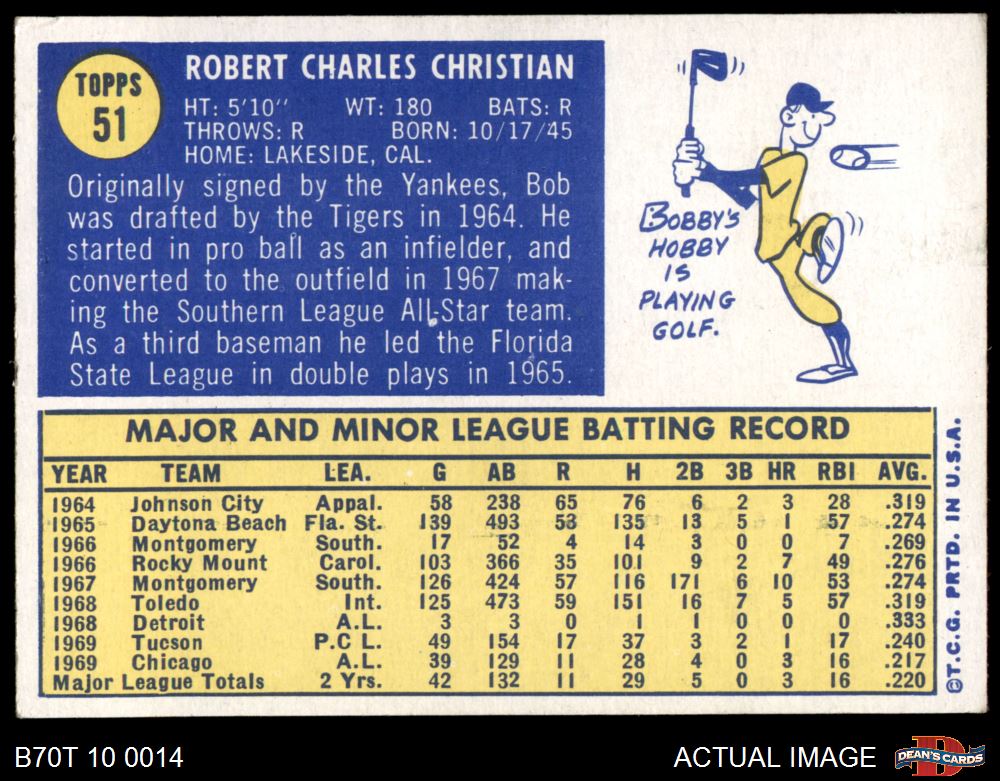 TOPPS
51
ROBERT CHARLES CHRISTIAN
HT: 5'10" WT: 180 BATS: R
THROWS: R BORN: 10/17/45
HOME: LAKESIDE, CAL.
Originally signed by the Yankees, Bob
was drafted by the Tigers in 1964. He
started in pro ball as an infielder, and
converted to the outfield in 1967 mak-
ing the Southern League All-Star team.
As a third baseman he led the Florida
State League in double plays in 1965.
BOBBY'S
HOBBY
IS
PLAYING
GOLF.
MAJOR AND MINOR LEAGUE BATTING RECORD
YEAR TEAM LEA. G AB R H 2B 3B HR RBI AVG.
1964 Johnson City Appal. 58 238 65 76 6 2 3 28 .319
1965 Daytona Beach Fla. St. 139 493 53 135 13 5 1 57 .274
1966 Montgomery South. 17 52 4 14 3 0 0 7 .269
1966 Rocky Mount Carol. 103 366 35 101 9 2 7 49 .276
1967 Montgomery South. 126 424 57 116 171 6 10 53 .274
1968 Toledo Int. 125 473 59 151 16 7 5 57 .319
1968 Detroit A.L. 3 3 0 1 1 0 0 0 .333
1969 Tucson P.C L. 49 154 17 37 3 2 1 17 .240
1969 Chicago A.L. 39 129 11 28 4 0 3 16 .217
Major League Totals 2 Yrs. 42 132 11 29 5 0 3 16 .220
©T.C.G. PRTD. IN U.S.A.
B70T 10 0014
ACTUAL IMAGE
D
DEAN'S CARDS